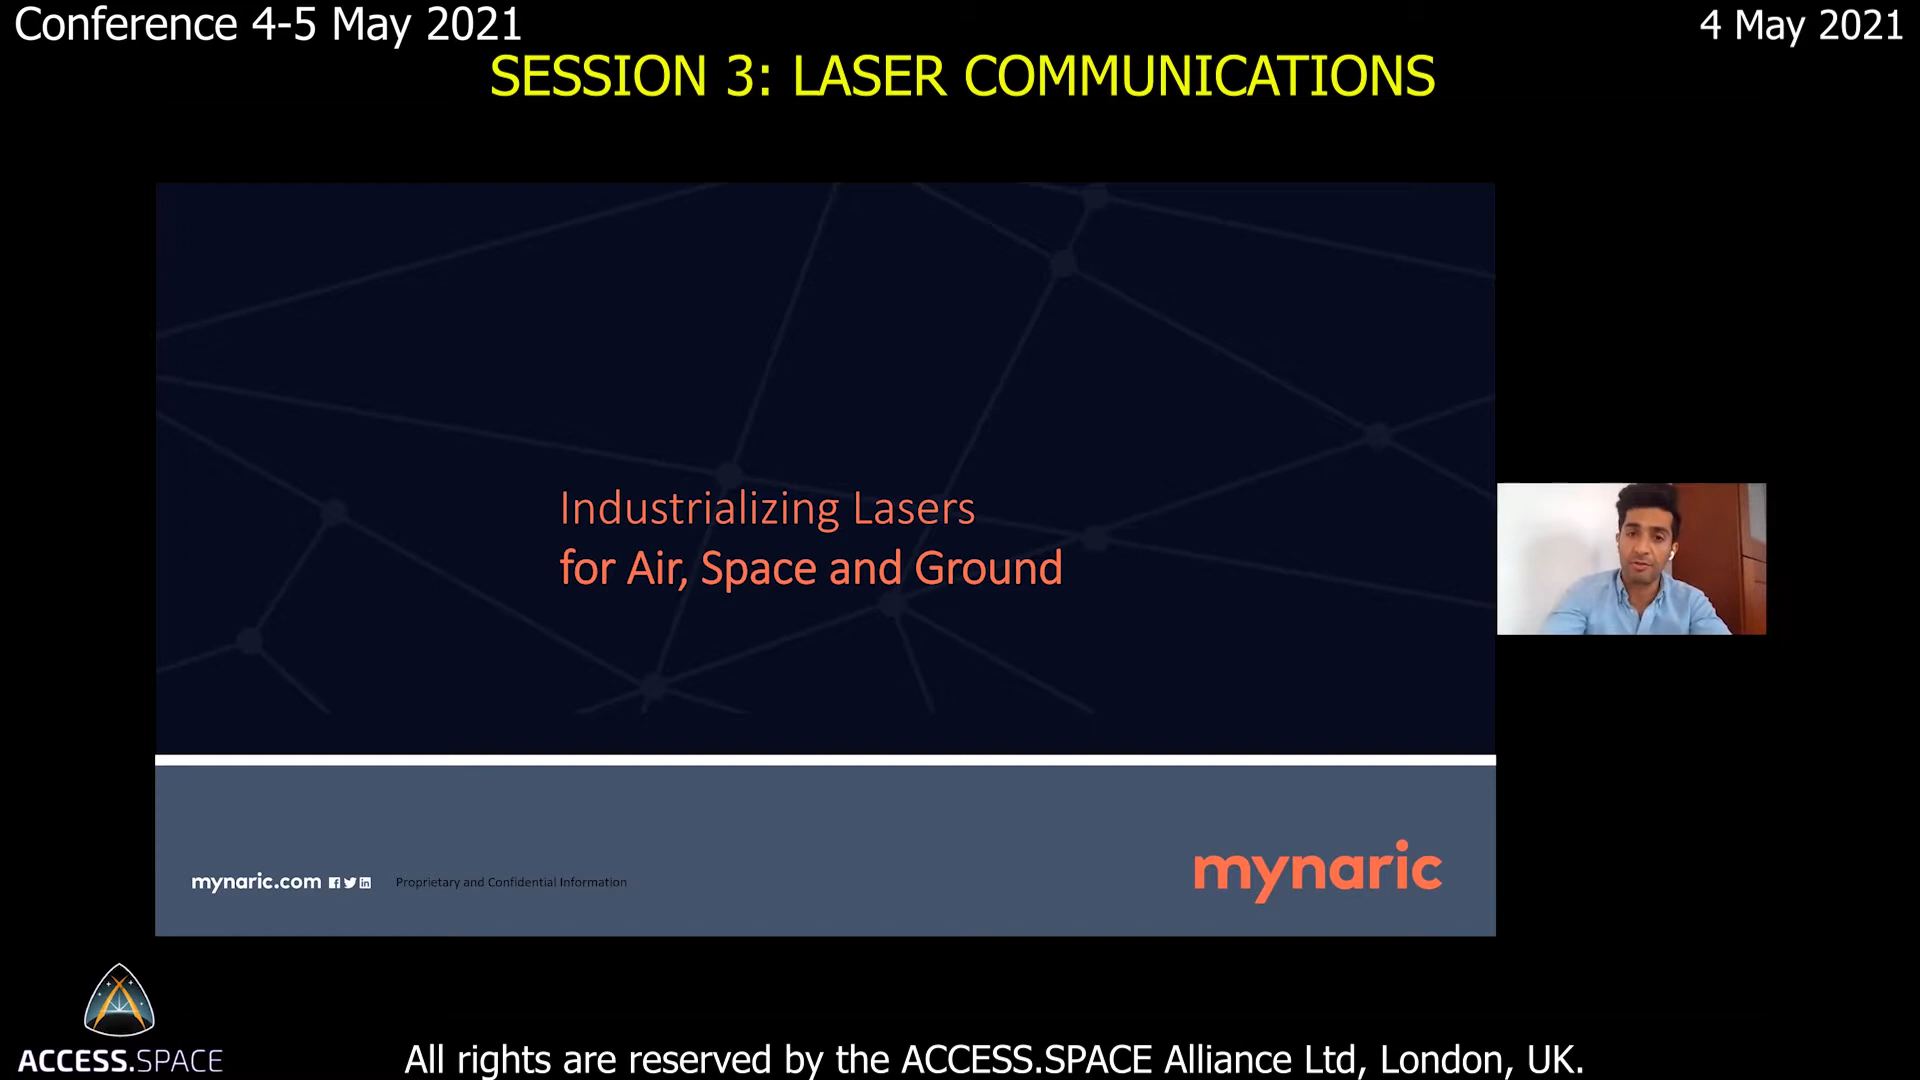 Conference 4-5 May 2021
4 May 2021
SESSION 3: LASER COMMUNICATIONS
Industrializing Lasers
for Air, Space and Ground
mynaric.com
Proprietary and Confidential Information
mynaric
ACCESS.SPACE
All rights are reserved by the ACCESS.SPACE Alliance Ltd, London, UK.